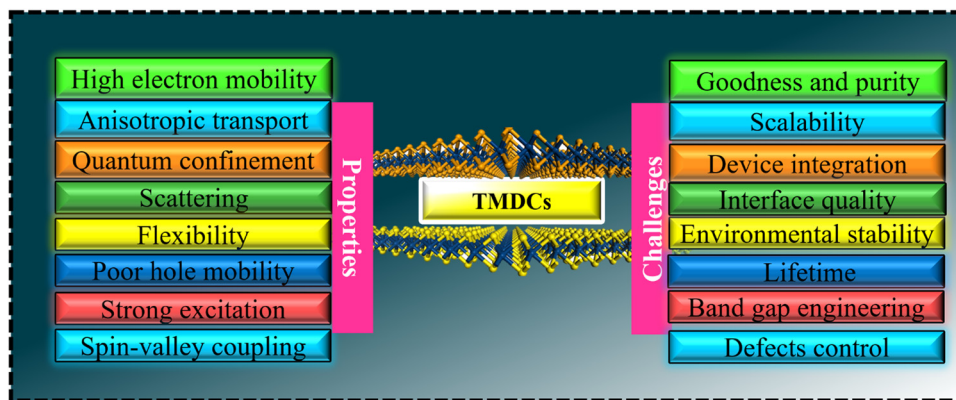 High electron mobility
Anisotropic transport
Quantum confinement
Scattering
Flexibility
Poor hole mobility
Strong excitation
Spin-valley coupling
Properties
TMDCs
Challenges
Goodness and purity
Scalability
Device integration
Interface quality
Environmental stability
Lifetime
Band gap engineering
Defects control